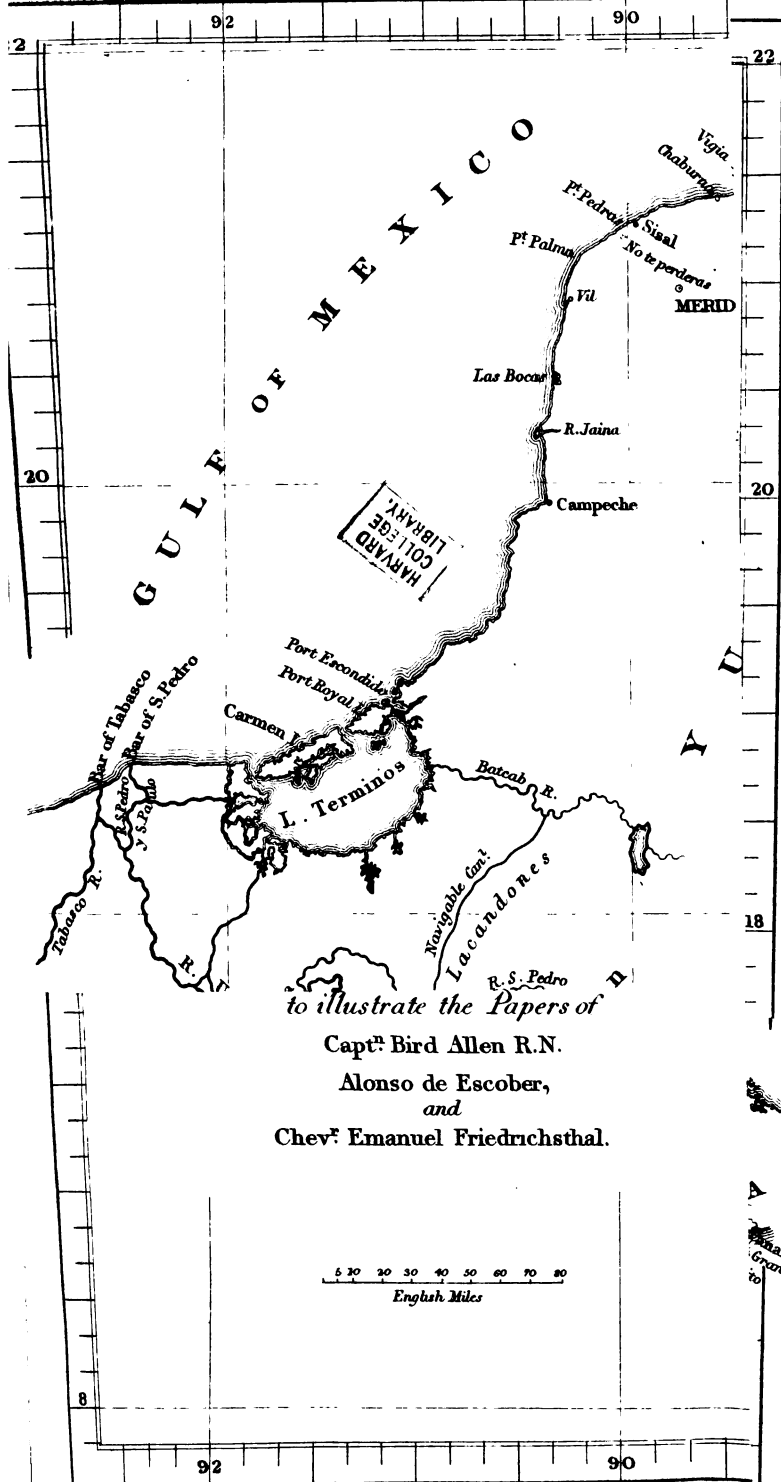 92
90
22
GULF OF MEXICO
Vigia
Chaburna
Pt. Pedras
Sisal
Pt. Palma
No te perderas
MERID
Vil
Las Bocas
R. Jaina
20
20
Campeche
HARVARD
COLLEGE
LIBRARY.
Y U
Port Escondido
Port Royal
Carmen I.
Bar of Tabasco
Bar of S. Pedro
R. S. Pedro
y S. Paulo
L. Terminos
Batcab R.
Navigable Canl.
Lacandones
Tabasco R.
18
R.
R. S. Pedro
n
to illustrate the Papers of
Captn. Bird Allen R.N.
Alonso de Escober,
and
Chevr. Emanuel Friedrichsthal.
A
5 10 20 30 40 50 60 70 80
English Miles
to
8
92
90